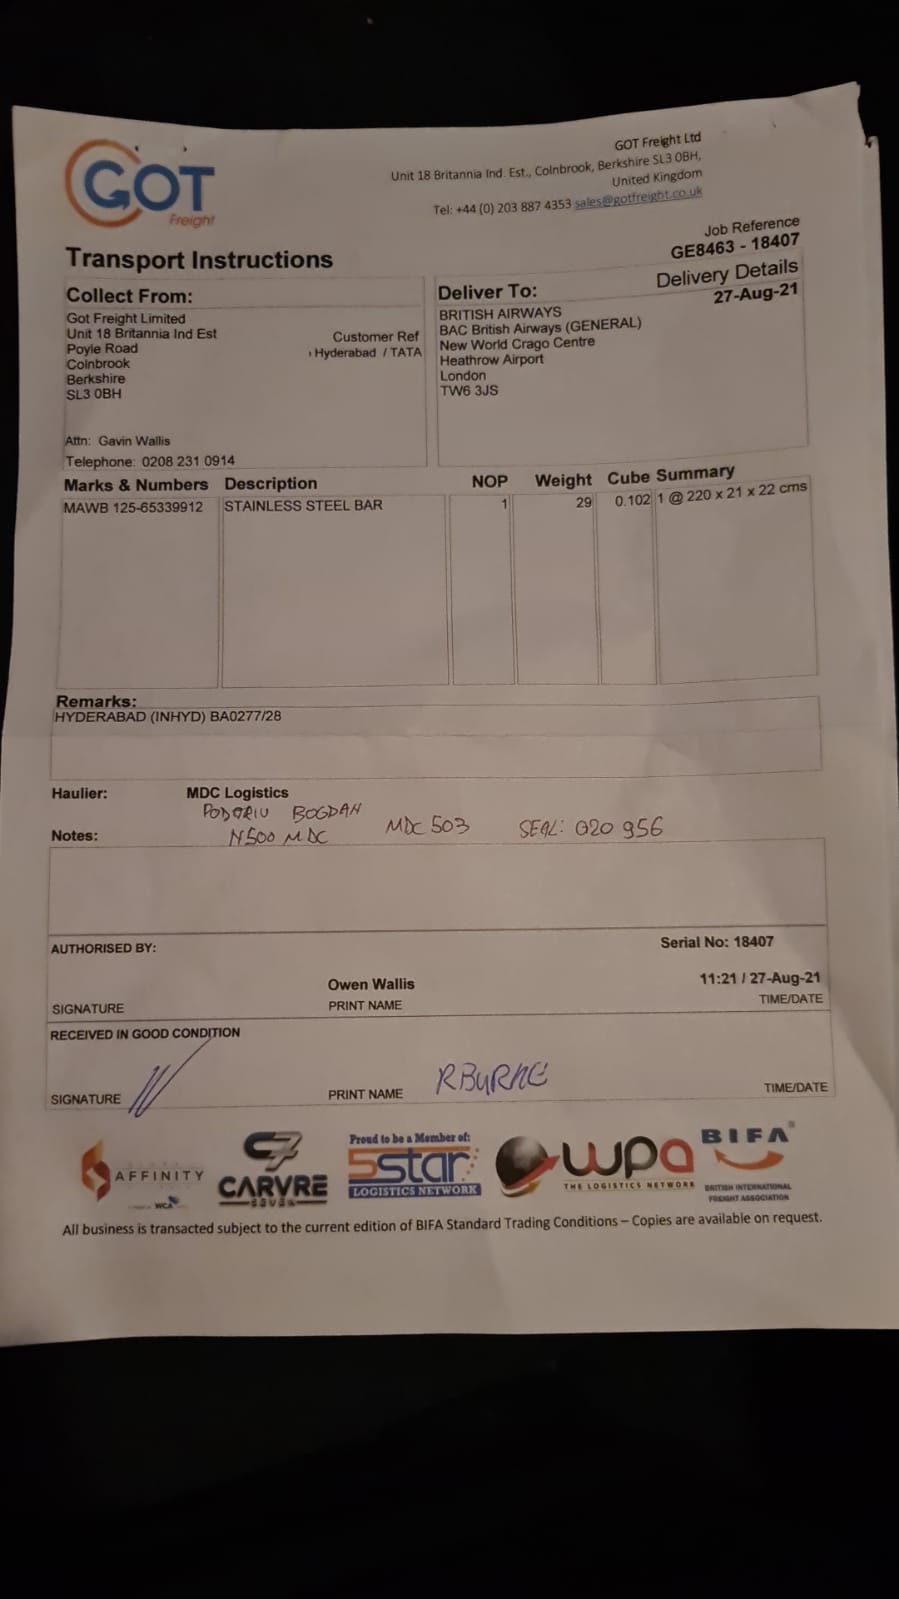 GOT
Freight
GOT Freight Ltd
Unit 18 Britannia Ind. Est., Colnbrook, Berkshire SL3 0BH,
United Kingdom
Tel: +44 (0) 203 887 4353 sales@gotfreight.co.uk
Job Reference
GE8463 - 18407
Transport Instructions
Delivery Details
27-Aug-21
Collect From:
Got Freight Limited
Unit 18 Britannia Ind Est
Poyle Road
Colnbrook
Berkshire
SL3 0BH
Customer Ref
Hyderabad / TATA
Attn: Gavin Wallis
Telephone: 0208 231 0914
Deliver To:
BRITISH AIRWAYS
BAC British Airways (GENERAL)
New World Crago Centre
Heathrow Airport
London
TW6 3JS
Marks & Numbers Description NOP Weight Cube Summary
MAWB 125-65339912 STAINLESS STEEL BAR 1 29 0.102 1 @ 220 x 21 x 22 cms
Remarks:
HYDERABAD (INHYD) BA0277/28
Haulier: MDC Logistics
BOGDAN
Notes: N500 MDC MDC 503 SEAL: 020 956
AUTHORISED BY: Serial No: 18407
Owen Wallis 11:21 / 27-Aug-21
SIGNATURE PRINT NAME TIME/DATE
RECEIVED IN GOOD CONDITION
SIGNATURE PRINT NAME R BURKE TIME/DATE
AFFINITY
WCA
CARVRE
SEVEN
Proud to be a Member of:
5star
LOGISTICS NETWORK
wpa
THE LOGISTICS NETWORK
BIFA
BRITISH INTERNATIONAL
FREIGHT ASSOCIATION
All business is transacted subject to the current edition of BIFA Standard Trading Conditions – Copies are available on request.